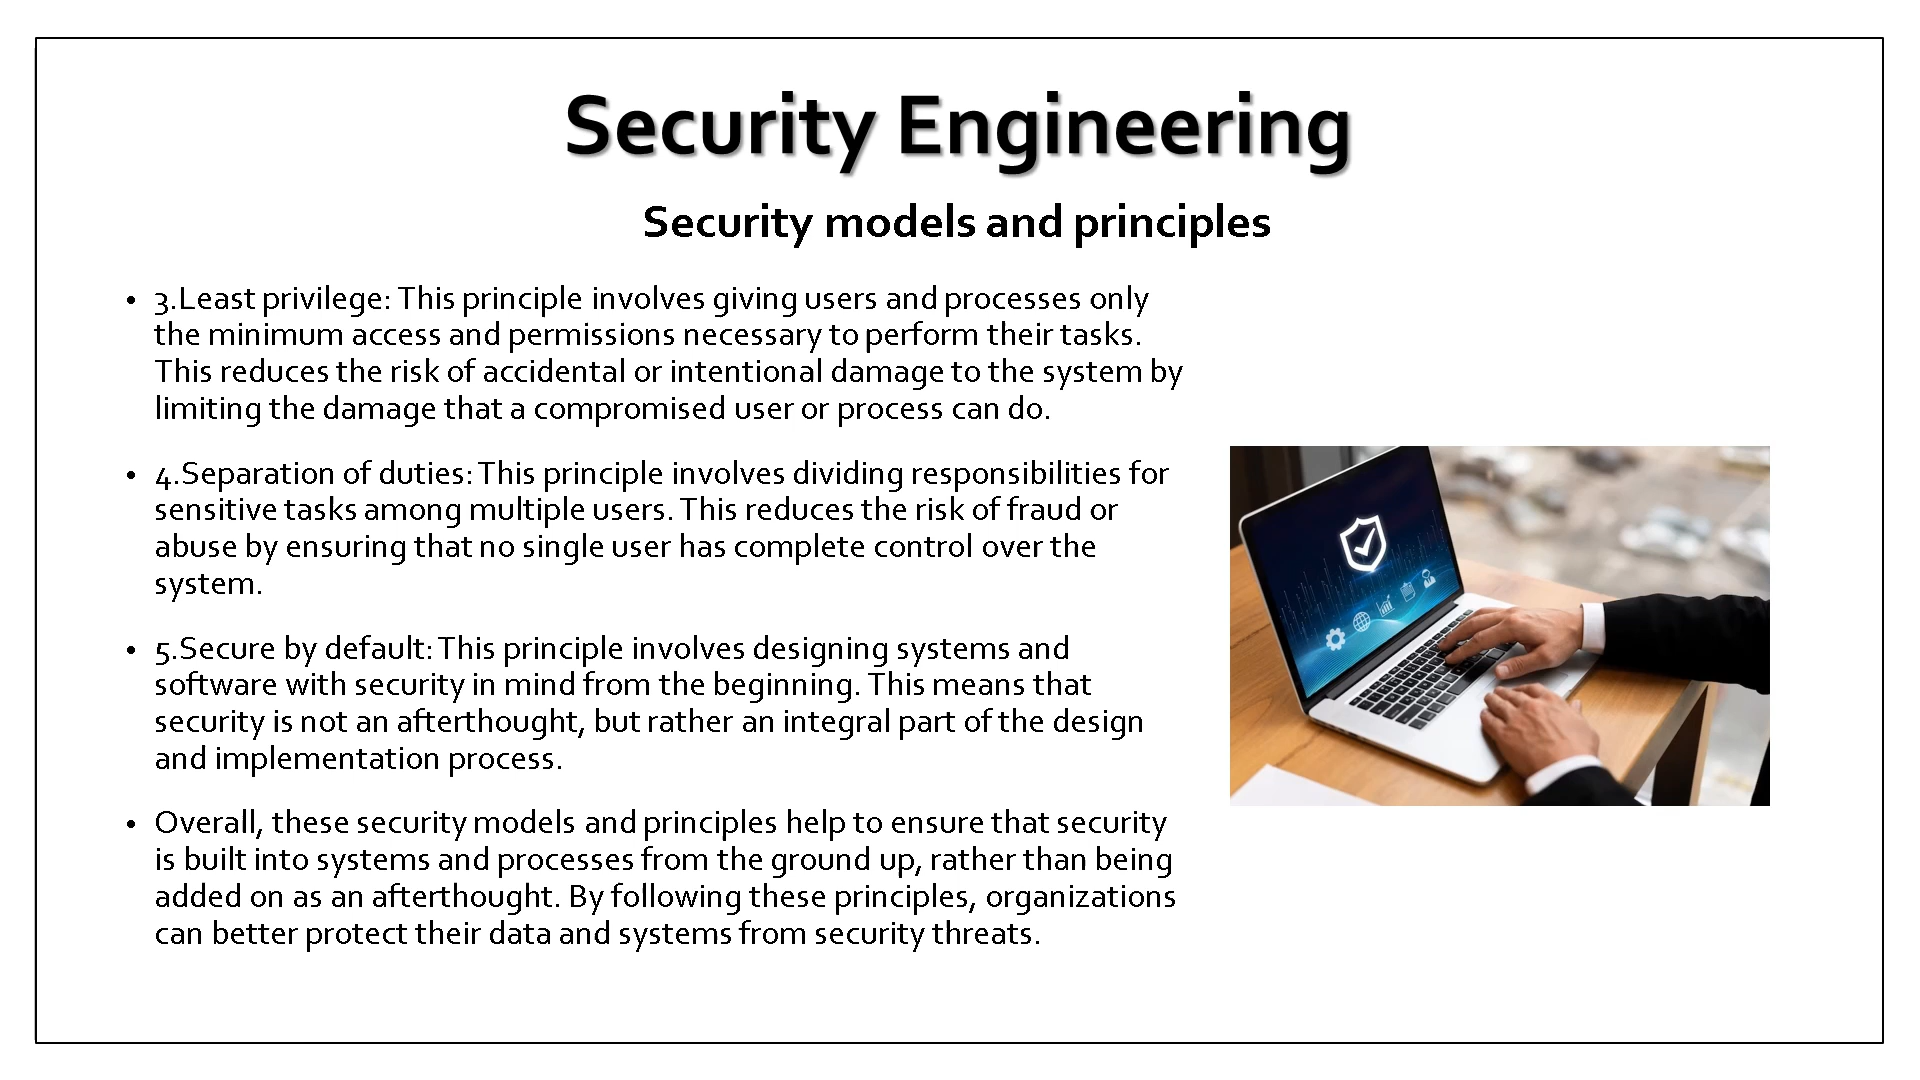 Security Engineering
Security models and principles
• 3.Least privilege: This principle involves giving users and processes only
the minimum access and permissions necessary to perform their tasks.
This reduces the risk of accidental or intentional damage to the system by
limiting the damage that a compromised user or process can do.
• 4.Separation of duties: This principle involves dividing responsibilities for
sensitive tasks among multiple users. This reduces the risk of fraud or
abuse by ensuring that no single user has complete control over the
system.
• 5.Secure by default: This principle involves designing systems and
software with security in mind from the beginning. This means that
security is not an afterthought, but rather an integral part of the design
and implementation process.
• Overall, these security models and principles help to ensure that security
is built into systems and processes from the ground up, rather than being
added on as an afterthought. By following these principles, organizations
can better protect their data and systems from security threats.